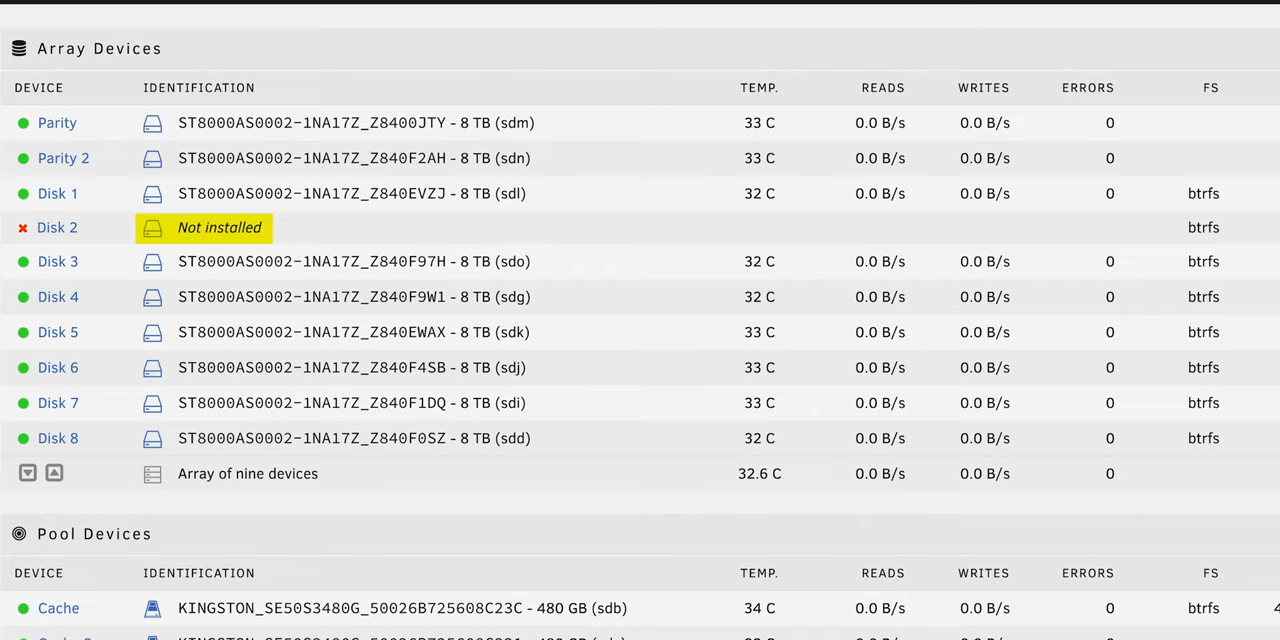 Array Devices
DEVICE IDENTIFICATION TEMP. READS WRITES ERRORS FS
Parity ST8000AS0002-1NA17Z_Z8400JTY - 8 TB (sdm) 33 C 0.0 B/s 0.0 B/s 0
Parity 2 ST8000AS0002-1NA17Z_Z840F2AH - 8 TB (sdn) 33 C 0.0 B/s 0.0 B/s 0
Disk 1 ST8000AS0002-1NA17Z_Z840EVZJ - 8 TB (sdl) 32 C 0.0 B/s 0.0 B/s 0 btrfs
Disk 2 Not installed btrfs
Disk 3 ST8000AS0002-1NA17Z_Z840F97H - 8 TB (sdo) 32 C 0.0 B/s 0.0 B/s 0 btrfs
Disk 4 ST8000AS0002-1NA17Z_Z840F9W1 - 8 TB (sdg) 32 C 0.0 B/s 0.0 B/s 0 btrfs
Disk 5 ST8000AS0002-1NA17Z_Z840EWAX - 8 TB (sdk) 33 C 0.0 B/s 0.0 B/s 0 btrfs
Disk 6 ST8000AS0002-1NA17Z_Z840F4SB - 8 TB (sdj) 33 C 0.0 B/s 0.0 B/s 0 btrfs
Disk 7 ST8000AS0002-1NA17Z_Z840F1DQ - 8 TB (sdi) 33 C 0.0 B/s 0.0 B/s 0 btrfs
Disk 8 ST8000AS0002-1NA17Z_Z840F0SZ - 8 TB (sdd) 32 C 0.0 B/s 0.0 B/s 0 btrfs
Array of nine devices 32.6 C 0.0 B/s 0.0 B/s 0
Pool Devices
DEVICE IDENTIFICATION TEMP. READS WRITES ERRORS FS
Cache KINGSTON_SE50S3480G_50026B725608C23C - 480 GB (sdb) 34 C 0.0 B/s 0.0 B/s 0 btrfs 4